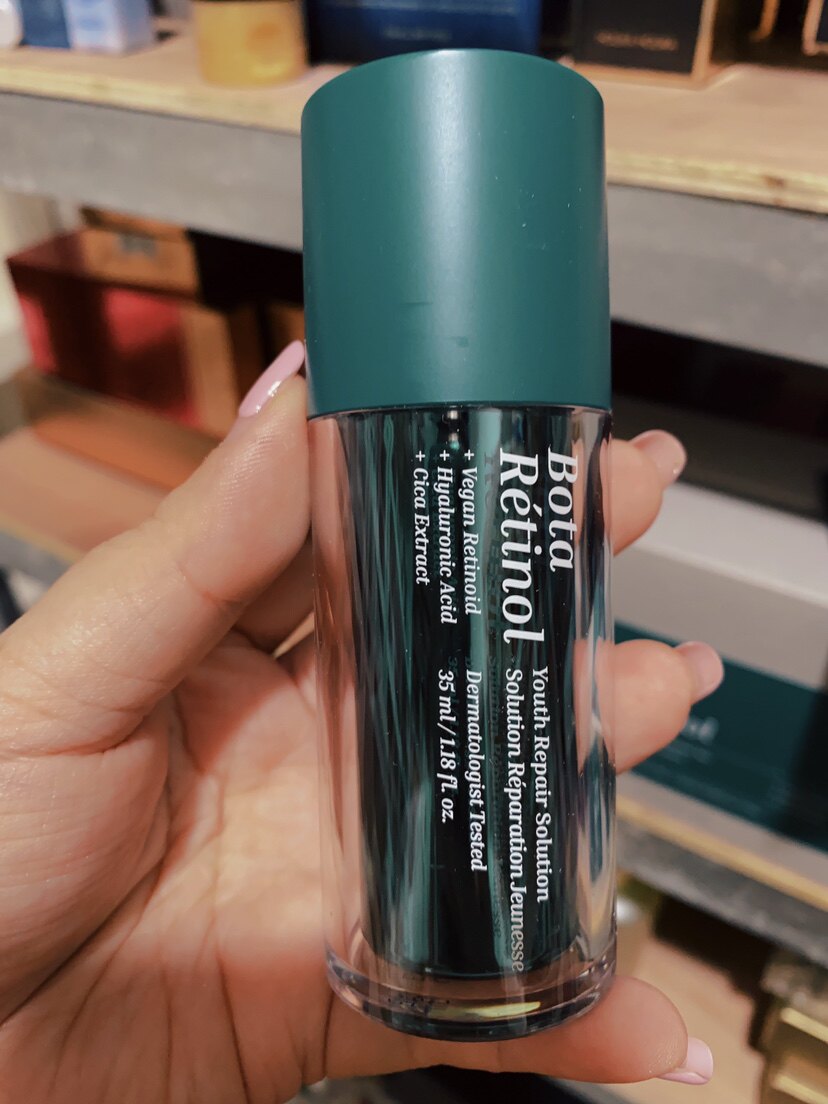 Bota
Rétinol
Youth Repair Solution
Solution Réparation Jeunesse
+ Vegan Retinoid
+ Hyaluronic Acid
+ Cica Extract
Dermatologist Tested
35 ml / 1.18 fl. oz.